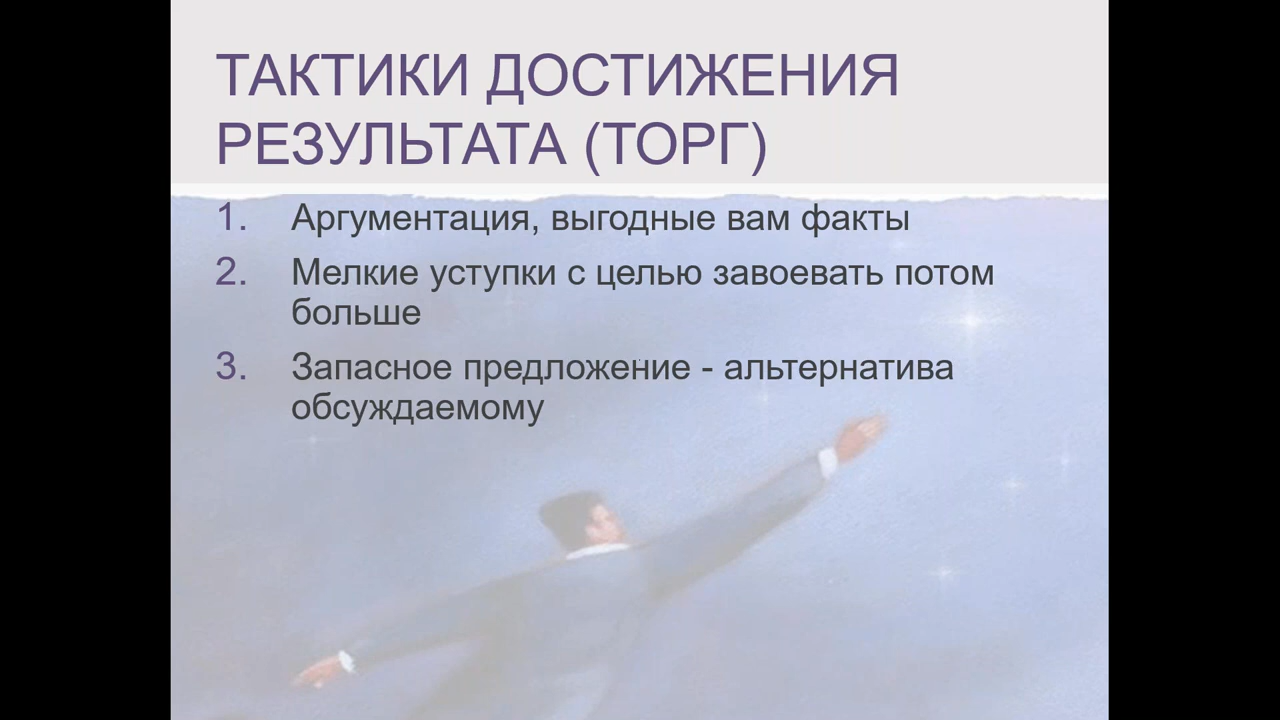 ТАКТИКИ ДОСТИЖЕНИЯ
РЕЗУЛЬТАТА (ТОРГ)
1. Аргументация, выгодные вам факты
2. Мелкие уступки с целью завоевать потом
больше
3. Запасное предложение - альтернатива
обсуждаемому